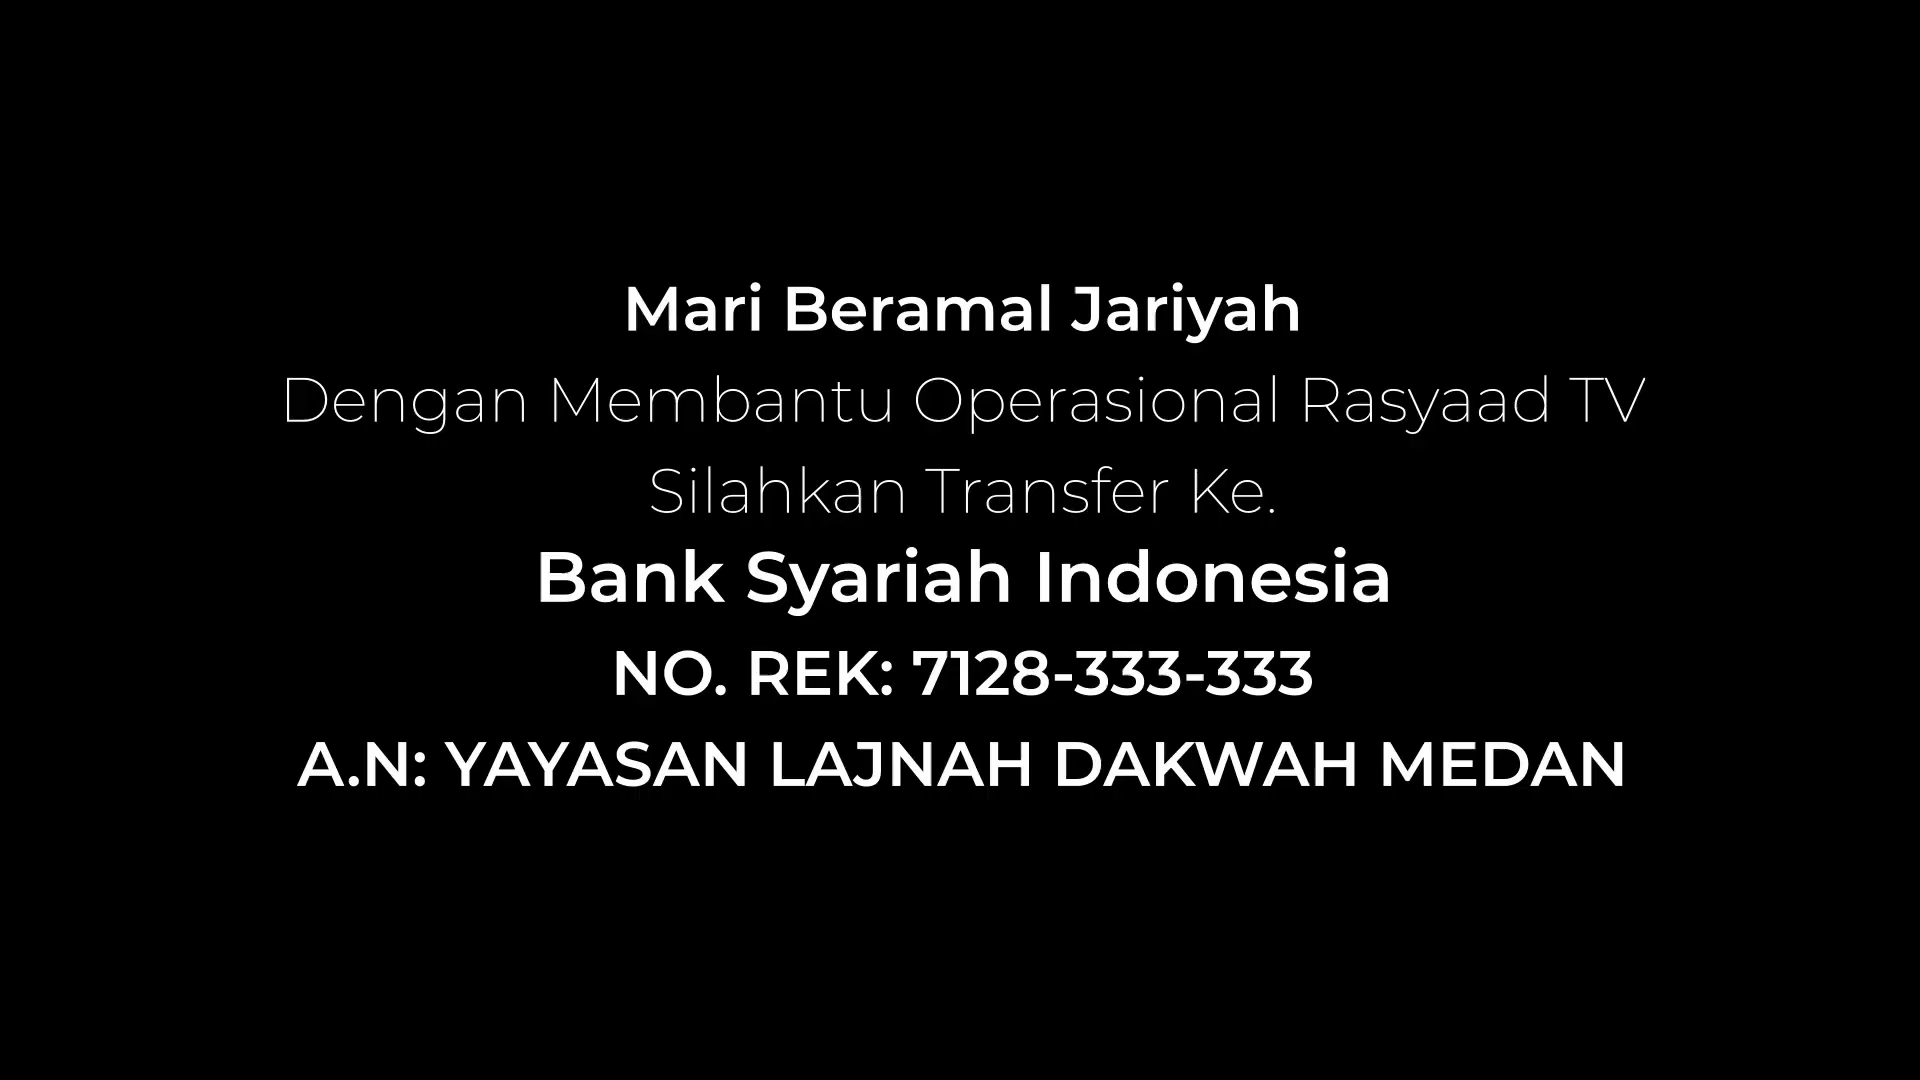 Mari Beramal Jariyah
Dengan Membantu Operasional Rasyaad TV
Silahkan Transfer Ke.
Bank Syariah Indonesia
NO. REK: 7128-333-333
A.N: YAYASAN LAJNAH DAKWAH MEDAN